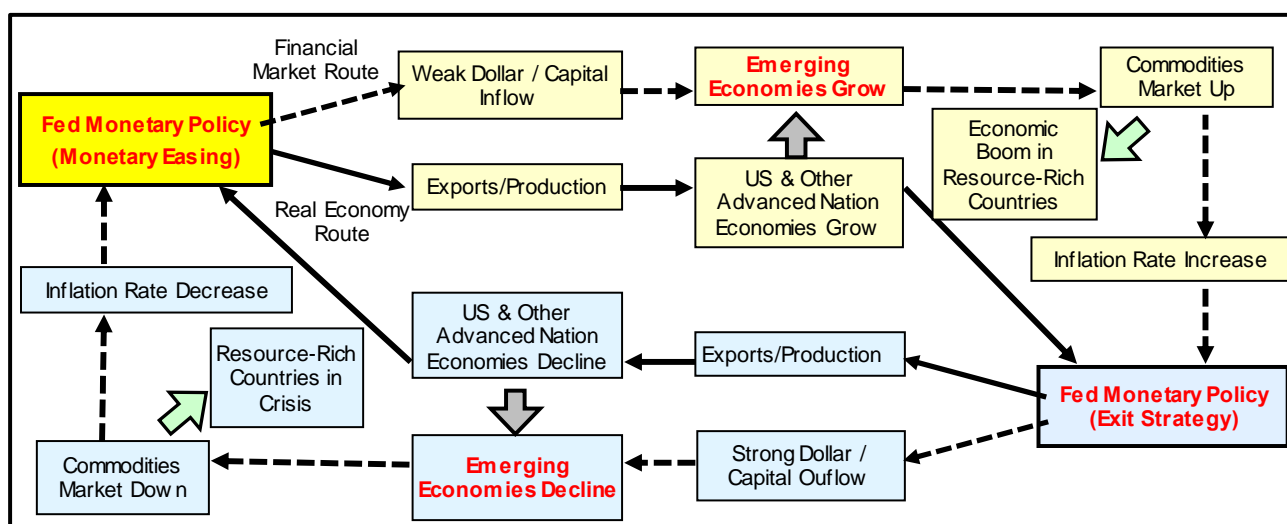 Financial
Market Route
Weak Dollar / Capital
Inflow
Emerging
Economies Grow
Commodities
Market Up
Fed Monetary Policy
(Monetary Easing)
Economic
Boom in
Resource-Rich
Countries
Exports/Production
US & Other
Advanced Nation
Economies Grow
Real Economy
Route
Inflation Rate Increase
Inflation Rate Decrease
US & Other
Advanced Nation
Economies Decline
Exports/Production
Resource-Rich
Countries in
Crisis
Fed Monetary Policy
(Exit Strategy)
Commodities
Market Down
Emerging
Economies Decline
Strong Dollar /
Capital Ouflow